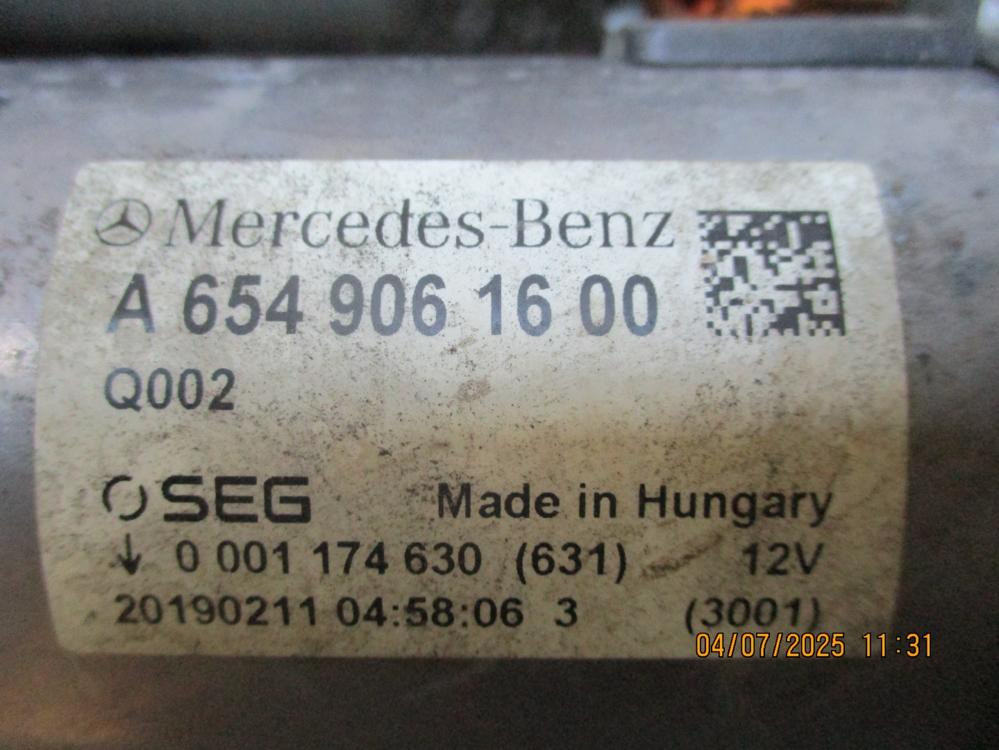 Mercedes-Benz
A 654 906 16 00
Q002
SEG Made in Hungary
↓ 0 001 174 630 (631) 12V
20190211 04:58:06 3 (3001)
04/07/2025 11:31